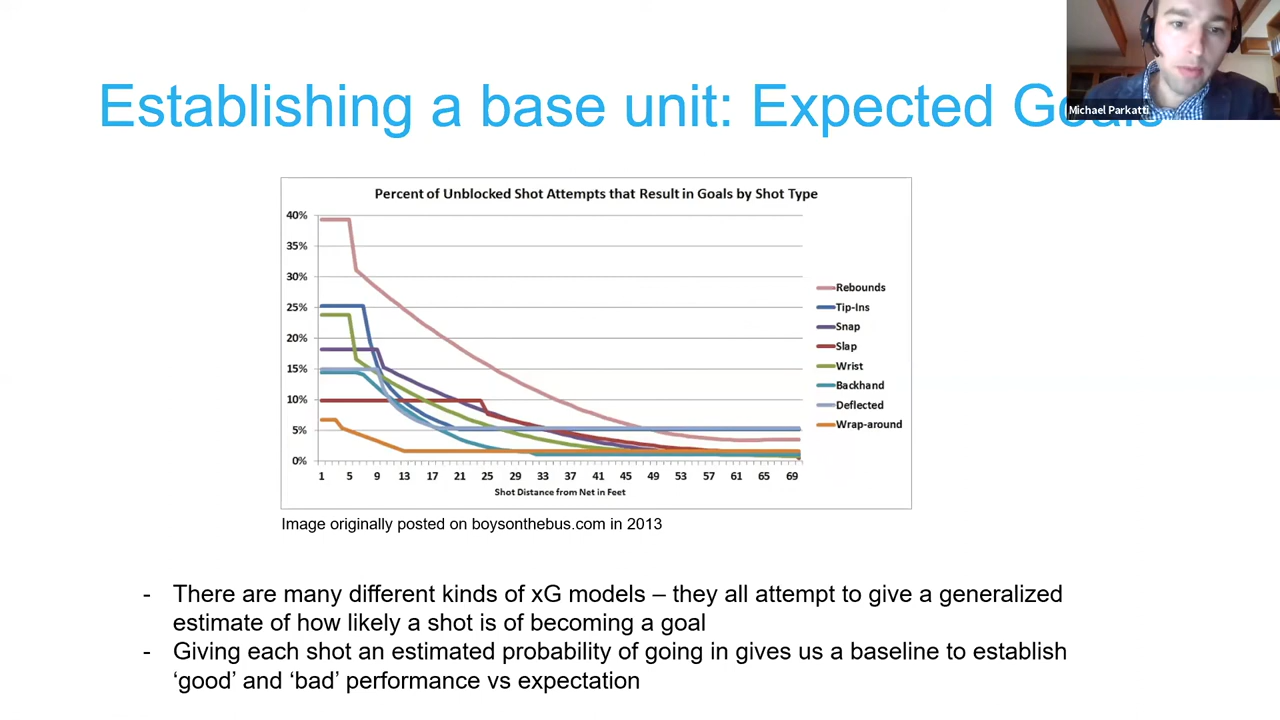 Establishing a base unit: Expected Goals
Michael Parkatti
Percent of Unblocked Shot Attempts that Result in Goals by Shot Type
40%
35%
30%
25%
20%
15%
10%
5%
0%
1 5 9 13 17 21 25 29 33 37 41 45 49 53 57 61 65 69
Shot Distance from Net in Feet
Rebounds
Tip-Ins
Snap
Slap
Wrist
Backhand
Deflected
Wrap-around
Image originally posted on boysonthebus.com in 2013
- There are many different kinds of xG models – they all attempt to give a generalized
estimate of how likely a shot is of becoming a goal
- Giving each shot an estimated probability of going in gives us a baseline to establish
‘good’ and ‘bad’ performance vs expectation